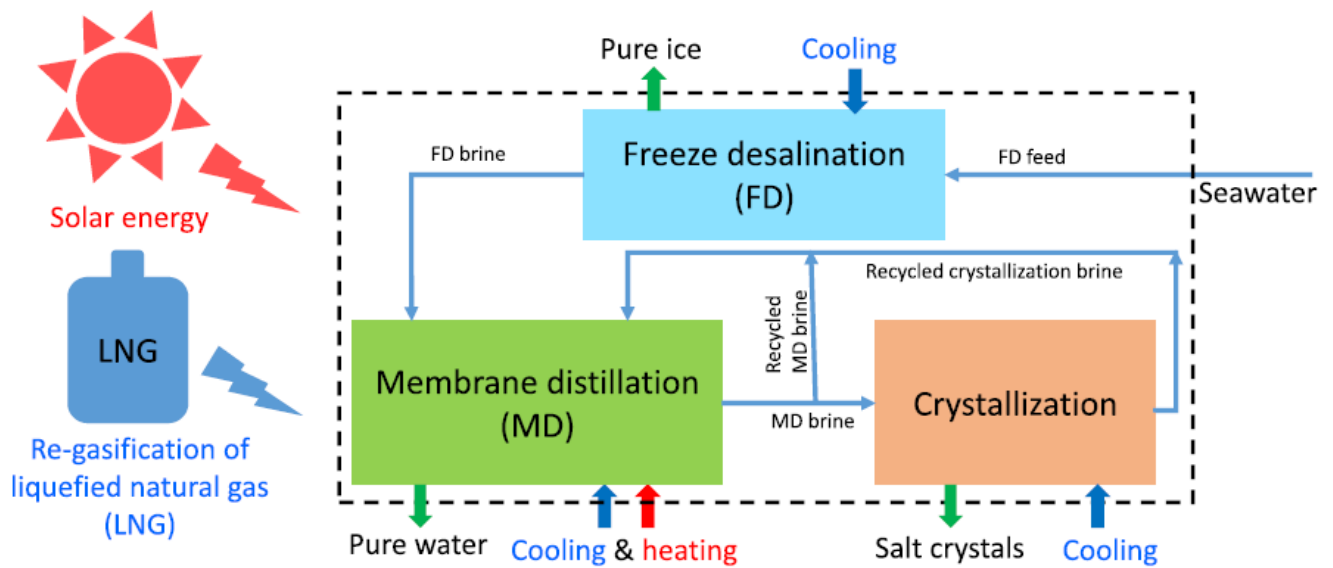 Pure ice
Cooling
Freeze desalination
(FD)
FD brine
FD feed
Seawater
Solar energy
Recycled crystallization brine
Recycled
MD brine
LNG
Membrane distillation
(MD)
MD brine
Crystallization
Re-gasification of
liquefied natural gas
(LNG)
Pure water
Cooling & heating
Salt crystals
Cooling